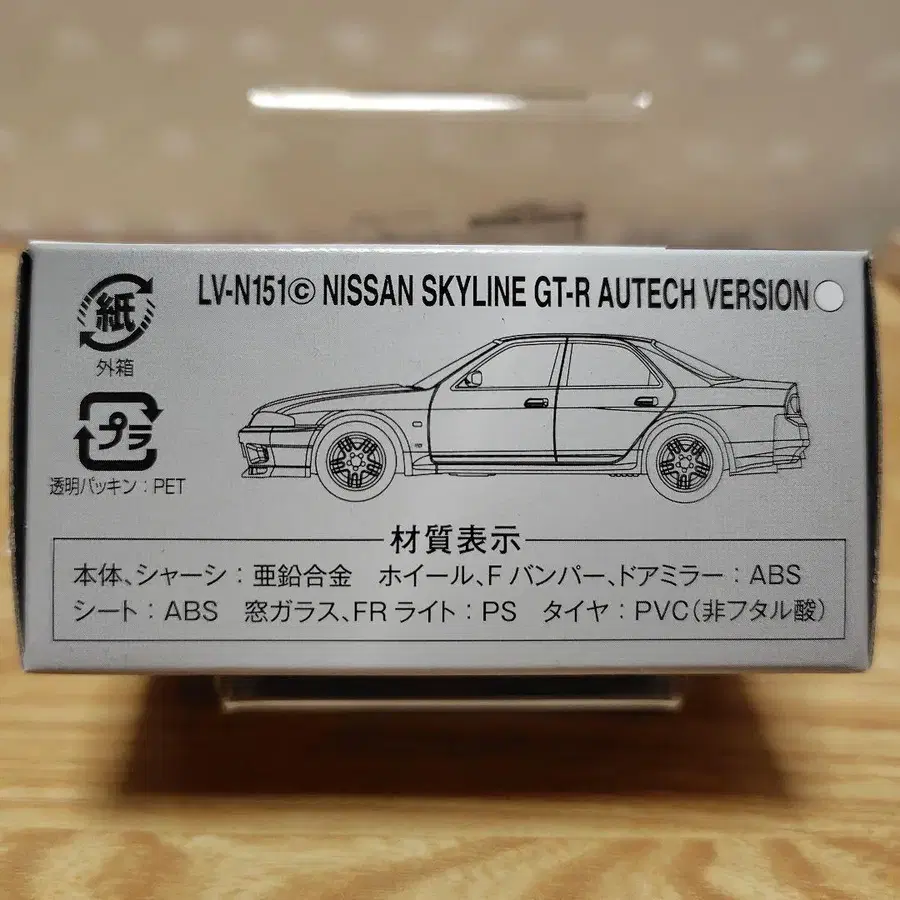 LV-N151© NISSAN SKYLINE GT-R AUTECH VERSION
紙
外箱
プラ
透明パッキン：PET
材質表示
本体、シャーシ：亜鉛合金　ホイール、Fバンパー、ドアミラー：ABS
シート：ABS　窓ガラス、FRライト：PS　タイヤ：PVC（非フタル酸）